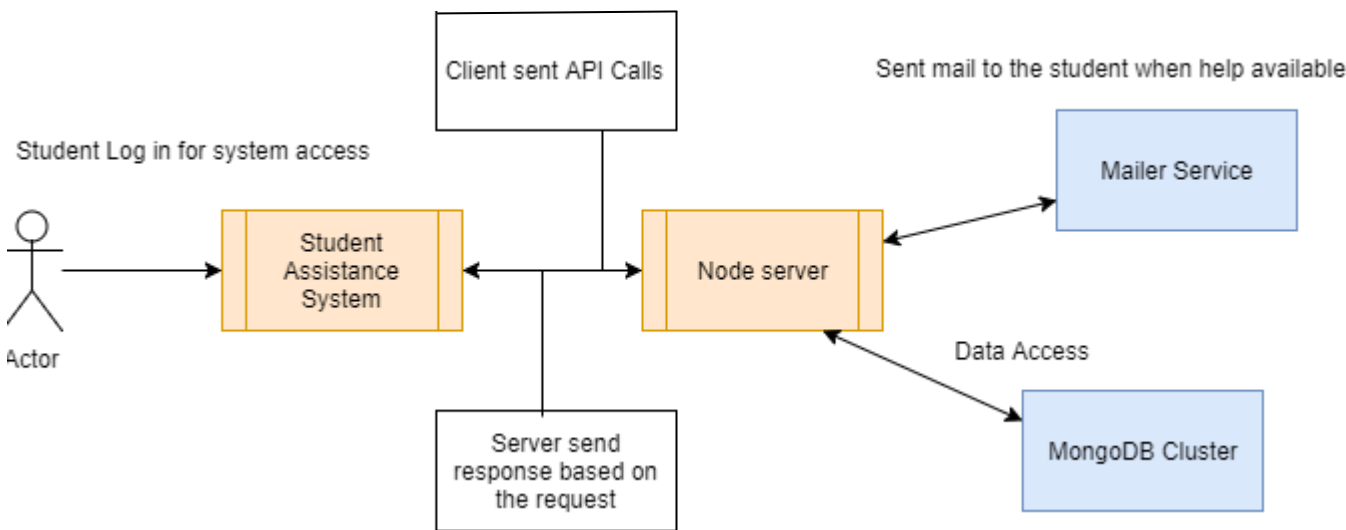 Client sent API Calls
Sent mail to the student when help available
Student Log in for system access
Mailer Service
Student
Assistance
System
Node server
Actor
Data Access
Server send
response based on
the request
MongoDB Cluster